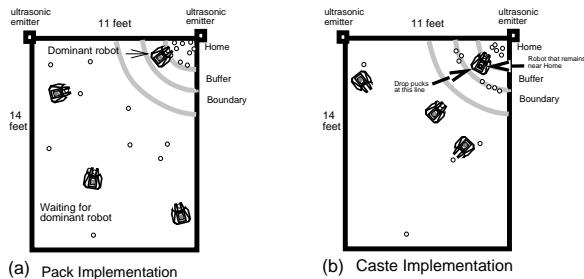 ultrasonic
emitter
11 feet
ultrasonic
emitter
Dominant robot
Home
Buffer
Boundary
14
feet
Waiting for
dominant robot
(a) Pack Implementation
ultrasonic
emitter
11 feet
ultrasonic
emitter
Home
Robot that remains
near Home
Drop pucks
at this line
Buffer
Boundary
14
feet
(b) Caste Implementation